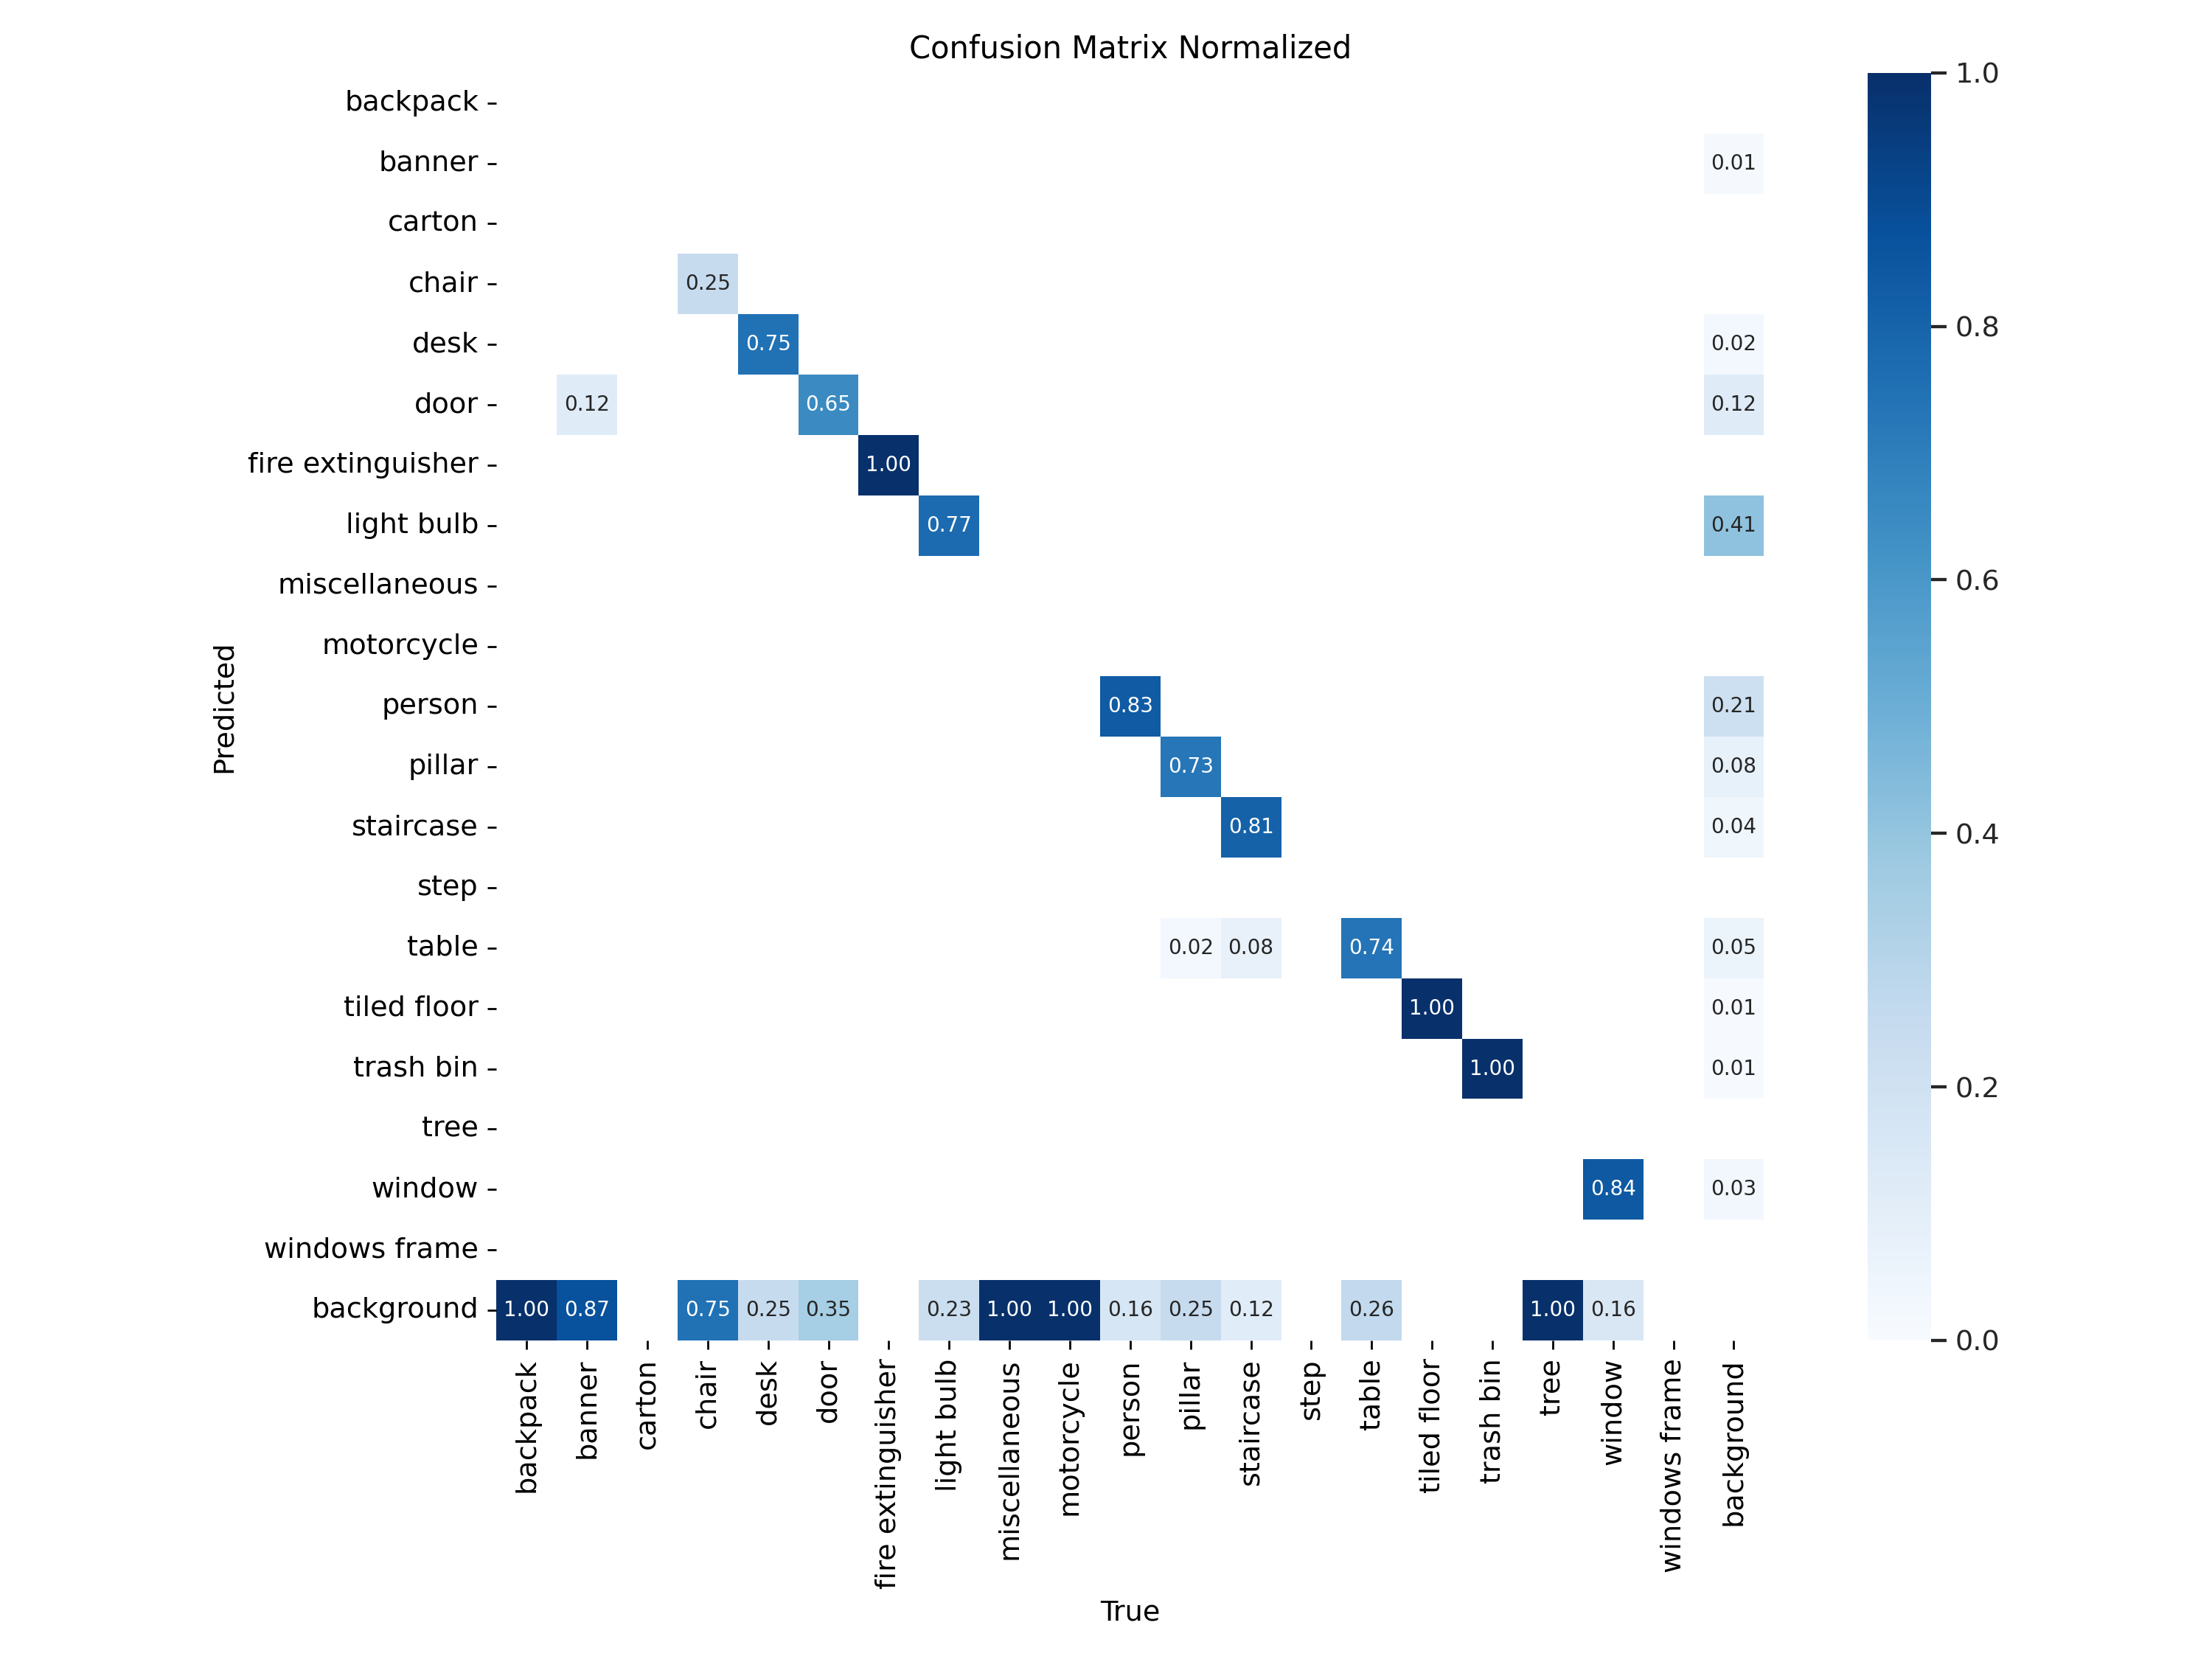 Confusion Matrix Normalized
Predicted
backpack
banner 0.01
carton
chair 0.25
desk 0.75 0.02
door 0.12 0.65 0.12
fire extinguisher 1.00
light bulb 0.77 0.41
miscellaneous
motorcycle
person 0.83 0.21
pillar 0.73 0.08
staircase 0.81 0.04
step
table 0.02 0.08 0.74 0.05
tiled floor 1.00 0.01
trash bin 1.00 0.01
tree
window 0.84 0.03
windows frame
background 1.00 0.87 0.75 0.25 0.35 0.23 1.00 1.00 0.16 0.25 0.12 0.26 1.00 0.16
backpack
banner
carton
chair
desk
door
fire extinguisher
light bulb
miscellaneous
motorcycle
person
pillar
staircase
step
table
tiled floor
trash bin
tree
window
windows frame
background
True
1.0
0.8
0.6
0.4
0.2
0.0